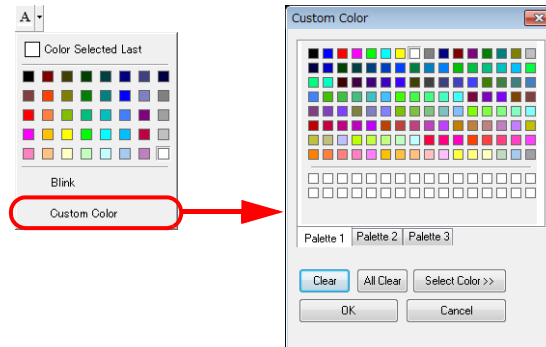 A
Color Selected Last
Blink
Custom Color
Custom Color
Palette 1 Palette 2 Palette 3
Clear All Clear Select Color >>
OK Cancel